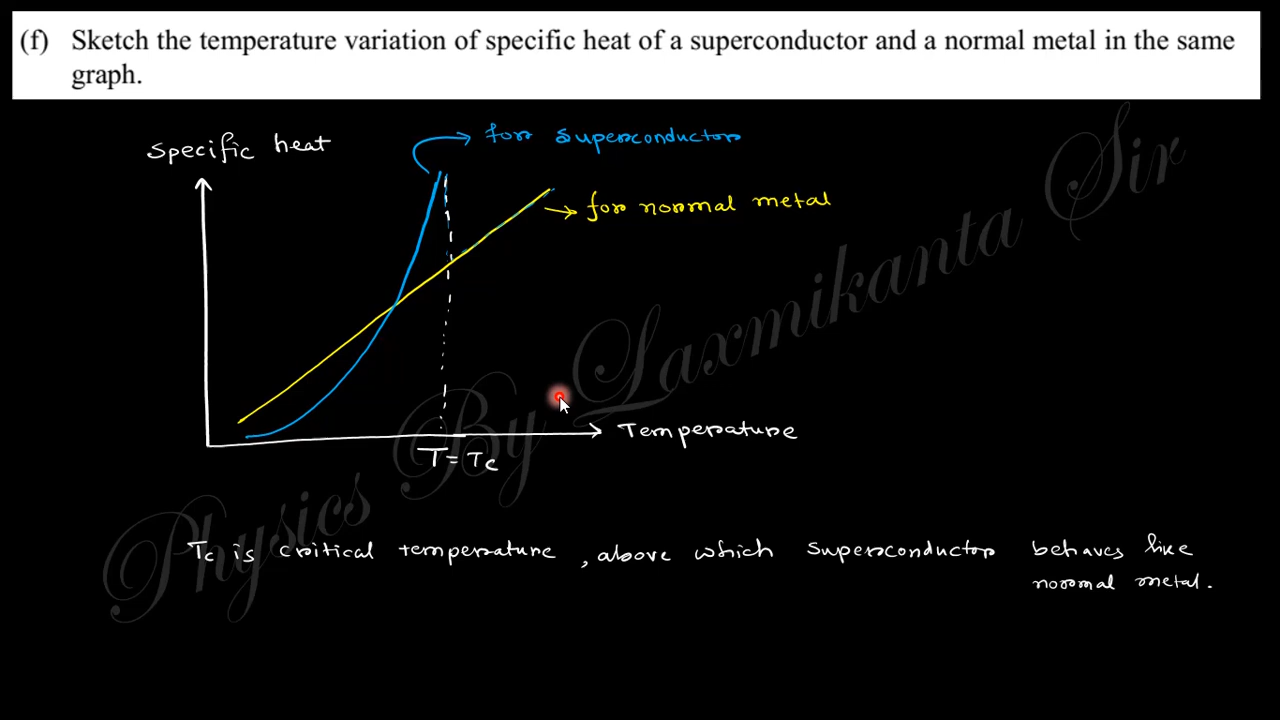 (f) Sketch the temperature variation of specific heat of a superconductor and a normal metal in the same
graph.
for superconductor
Specific heat
for normal metal
Temperature
T = Tc
Tc is critical temperature, above which superconductor behaves like
normal metal.
Physics By Laxmikanta Sir